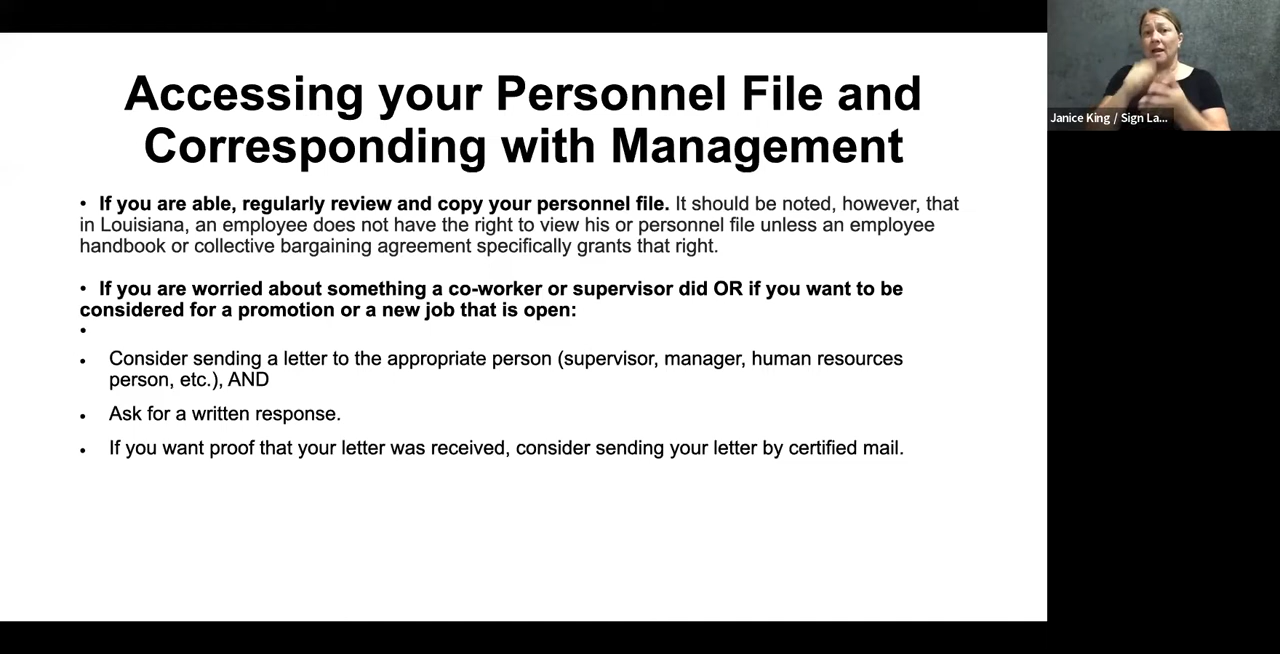 Accessing your Personnel File and
Corresponding with Management
• If you are able, regularly review and copy your personnel file. It should be noted, however, that
in Louisiana, an employee does not have the right to view his or personnel file unless an employee
handbook or collective bargaining agreement specifically grants that right.
• If you are worried about something a co-worker or supervisor did OR if you want to be
considered for a promotion or a new job that is open:
•
• Consider sending a letter to the appropriate person (supervisor, manager, human resources
person, etc.), AND
• Ask for a written response.
• If you want proof that your letter was received, consider sending your letter by certified mail.
Janice King / Sign La...